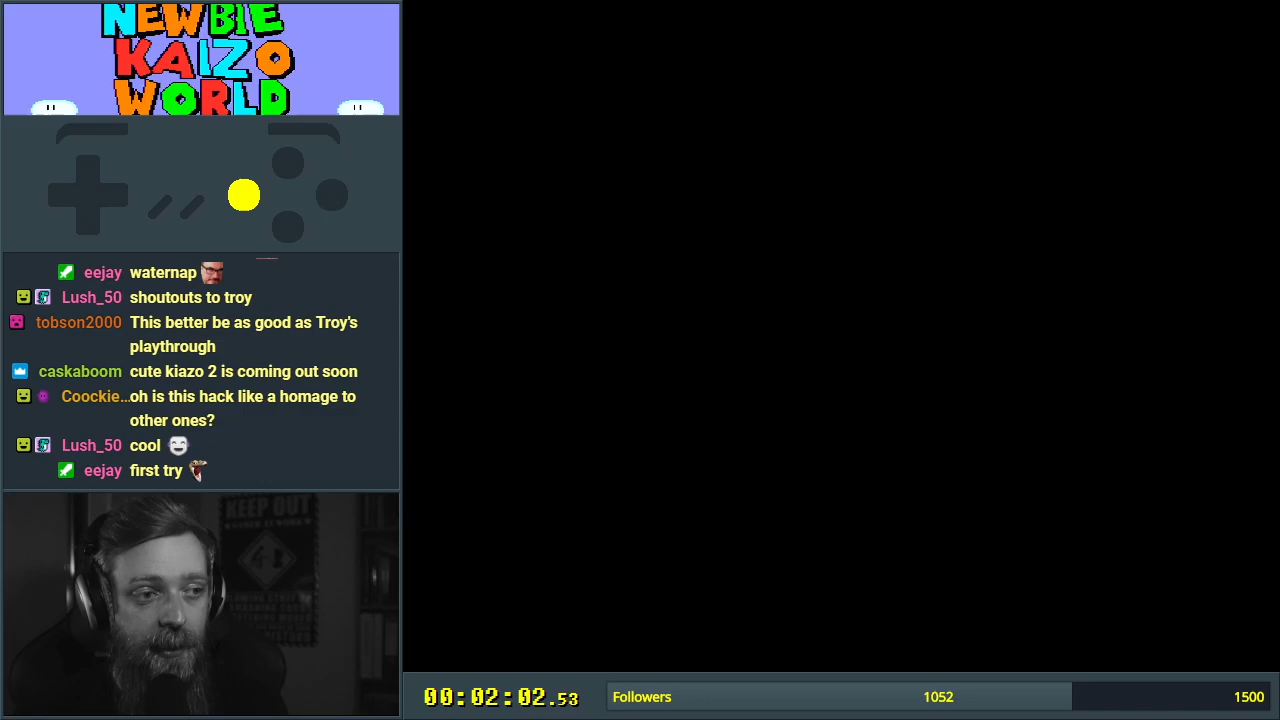 NEWBIE
KAIZO
WORLD
eejay waternap
Lush_50 shoutouts to troy
tobson2000 This better be as good as Troy's
playthrough
caskaboom cute kiazo 2 is coming out soon
Coockie... oh is this hack like a homage to
other ones?
Lush_50 cool
eejay first try
KEEP OUT
00:02:02.53 Followers 1052 1500